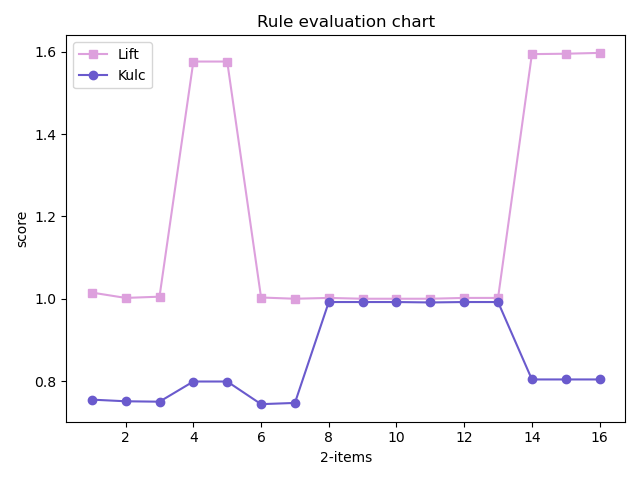 Rule evaluation chart
Lift
Kulc
1.6
1.4
1.2
1.0
0.8
score
2 4 6 8 10 12 14 16
2-items